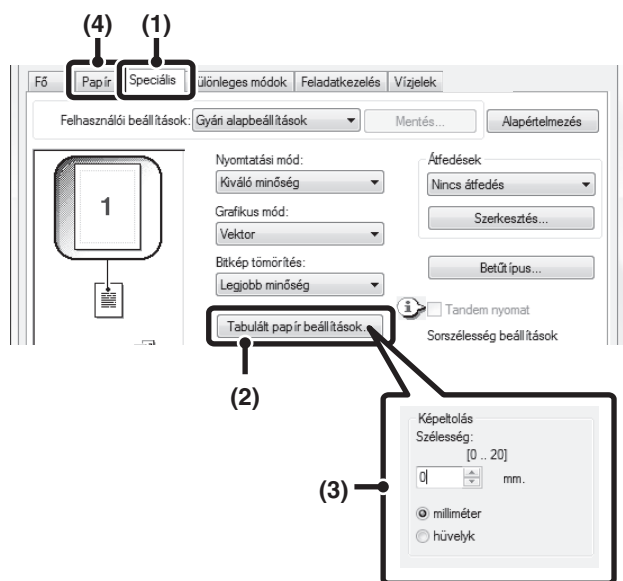 (4) (1)
Fő Papír Speciális ülönleges módok Feladatkezelés Vízjelek
Felhasználói beállítások: Gyári alapbeállítások Mentés... Alapértelmezés
1
Nyomtatási mód:
Kiváló minőség
Grafikus mód:
Vektor
Bitkép tömörítés:
Legjobb minőség
Tabulált papír beállítások...
Átfedések
Nincs átfedés
Szerkesztés...
Betűtípus...
Tandem nyomat
Sorszélesség beállítások
(2)
(3)
Képeltolás
Szélesség:
[0 .. 20]
0 mm.
milliméter
hüvelyk